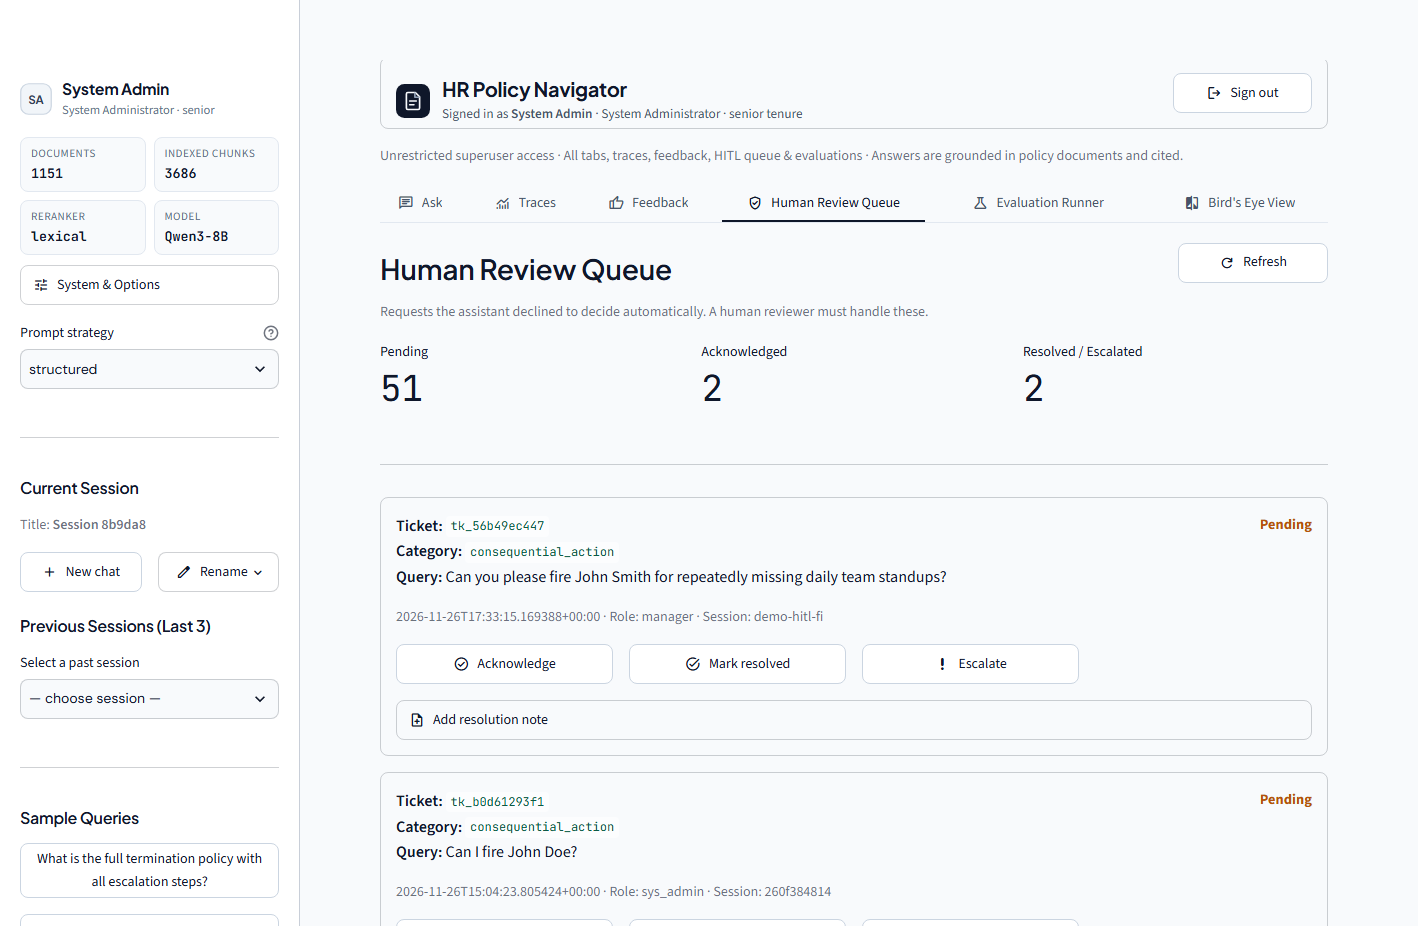 SA
System Admin
System Administrator · senior
DOCUMENTS
1151
INDEXED CHUNKS
3686
RERANKER
lexical
MODEL
Qwen3-8B
System & Options
Prompt strategy
structured
Current Session
Title: Session 8b9da8
New chat
Rename
Previous Sessions (Last 3)
Select a past session
— choose session —
Sample Queries
What is the full termination policy with
all escalation steps?
HR Policy Navigator
Signed in as System Admin · System Administrator · senior tenure
Sign out
Unrestricted superuser access · All tabs, traces, feedback, HITL queue & evaluations · Answers are grounded in policy documents and cited.
Ask
Traces
Feedback
Human Review Queue
Evaluation Runner
Bird's Eye View
Human Review Queue
Refresh
Requests the assistant declined to decide automatically. A human reviewer must handle these.
Pending
51
Acknowledged
2
Resolved / Escalated
2
Ticket: tk_56b49ec447
Pending
Category: consequential_action
Query: Can you please fire John Smith for repeatedly missing daily team standups?
2026-11-26T17:33:15.169388+00:00 · Role: manager · Session: demo-hitl-fi
Acknowledge
Mark resolved
Escalate
Add resolution note
Ticket: tk_b0d61293f1
Pending
Category: consequential_action
Query: Can I fire John Doe?
2026-11-26T15:04:23.805424+00:00 · Role: sys_admin · Session: 260f384814